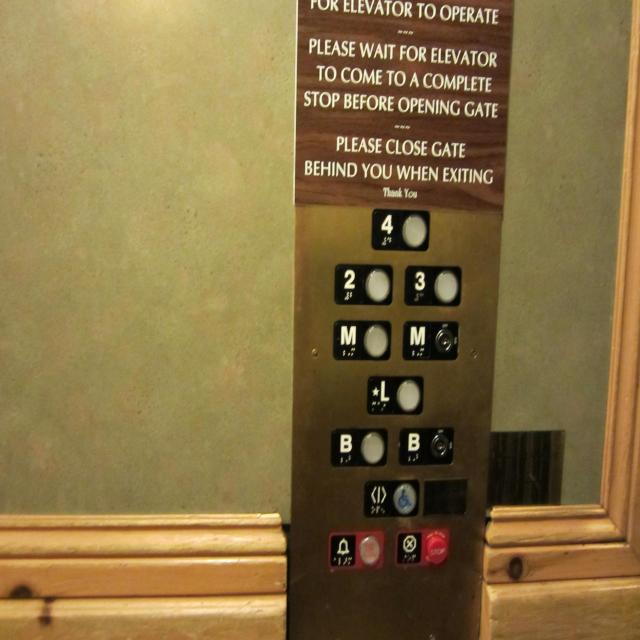 FOR ELEVATOR TO OPERATE
---
PLEASE WAIT FOR ELEVATOR
TO COME TO A COMPLETE
STOP BEFORE OPENING GATE
---
PLEASE CLOSE GATE
BEHIND YOU WHEN EXITING
Thank You
4
2 3
M M
★L
B B
STOP